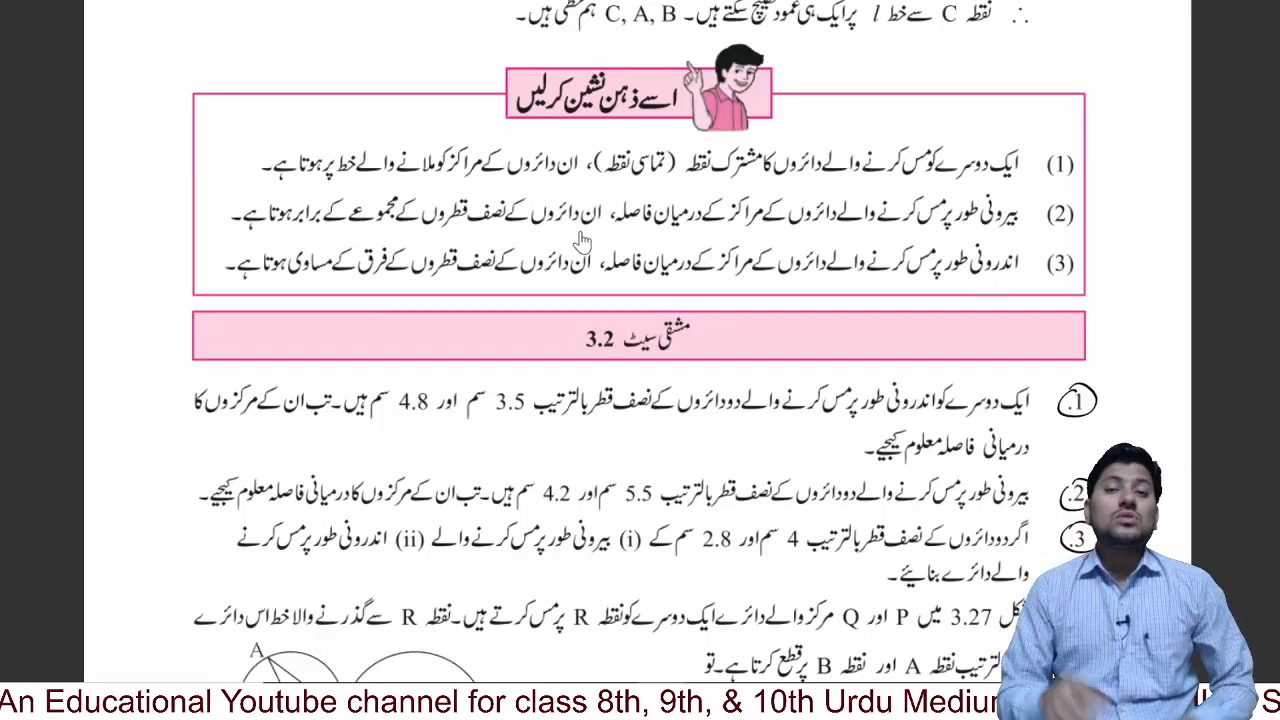 ∴ نقطہ C سے خط l پر ایک ہی عمود کھینچ سکتے ہیں۔ C, A, B ہم خطی ہیں۔
اسے ذہن نشین کرلیں
(1) ایک دوسرے کو مَس کرنے والے دائروں کا مشترک نقطہ (تماسی نقطہ)، ان دائروں کے مراکز کو ملانے والے خط پر ہوتا ہے۔
(2) بیرونی طور پر مَس کرنے والے دائروں کے مراکز کے درمیان فاصلہ، ان دائروں کے نصف قطروں کے مجموعے کے برابر ہوتا ہے۔
(3) اندرونی طور پر مَس کرنے والے دائروں کے مراکز کے درمیان فاصلہ، ان دائروں کے نصف قطروں کے فرق کے مساوی ہوتا ہے۔
مشقی سیٹ 3.2
1. ایک دوسرے کو اندرونی طور پر مَس کرنے والے دو دائروں کے نصف قطر بالترتیب 3.5 سم اور 4.8 سم ہیں۔ تب ان کے مرکزوں کا
درمیانی فاصلہ معلوم کیجیے۔
2. بیرونی طور پر مَس کرنے والے دو دائروں کے نصف قطر بالترتیب 5.5 سم اور 4.2 سم ہیں۔ تب ان کے مرکزوں کا درمیانی فاصلہ معلوم کیجیے۔
3. اگر دو دائروں کے نصف قطر بالترتیب 4 سم اور 2.8 سم کے (i) بیرونی طور پر مَس کرنے والے (ii) اندرونی طور پر مَس کرنے
والے دائرے بنائیے۔
3.27 میں P اور Q مرکز والے دائرے ایک دوسرے کو نقطہ R پر مَس کرتے ہیں۔ نقطہ R سے گذرنے والا خط اس دائرے
نقطہ A اور نقطہ B پر قطع کرتا ہے۔ تو
A
An Educational Youtube channel for class 8th, 9th, & 10th Urdu Mediu